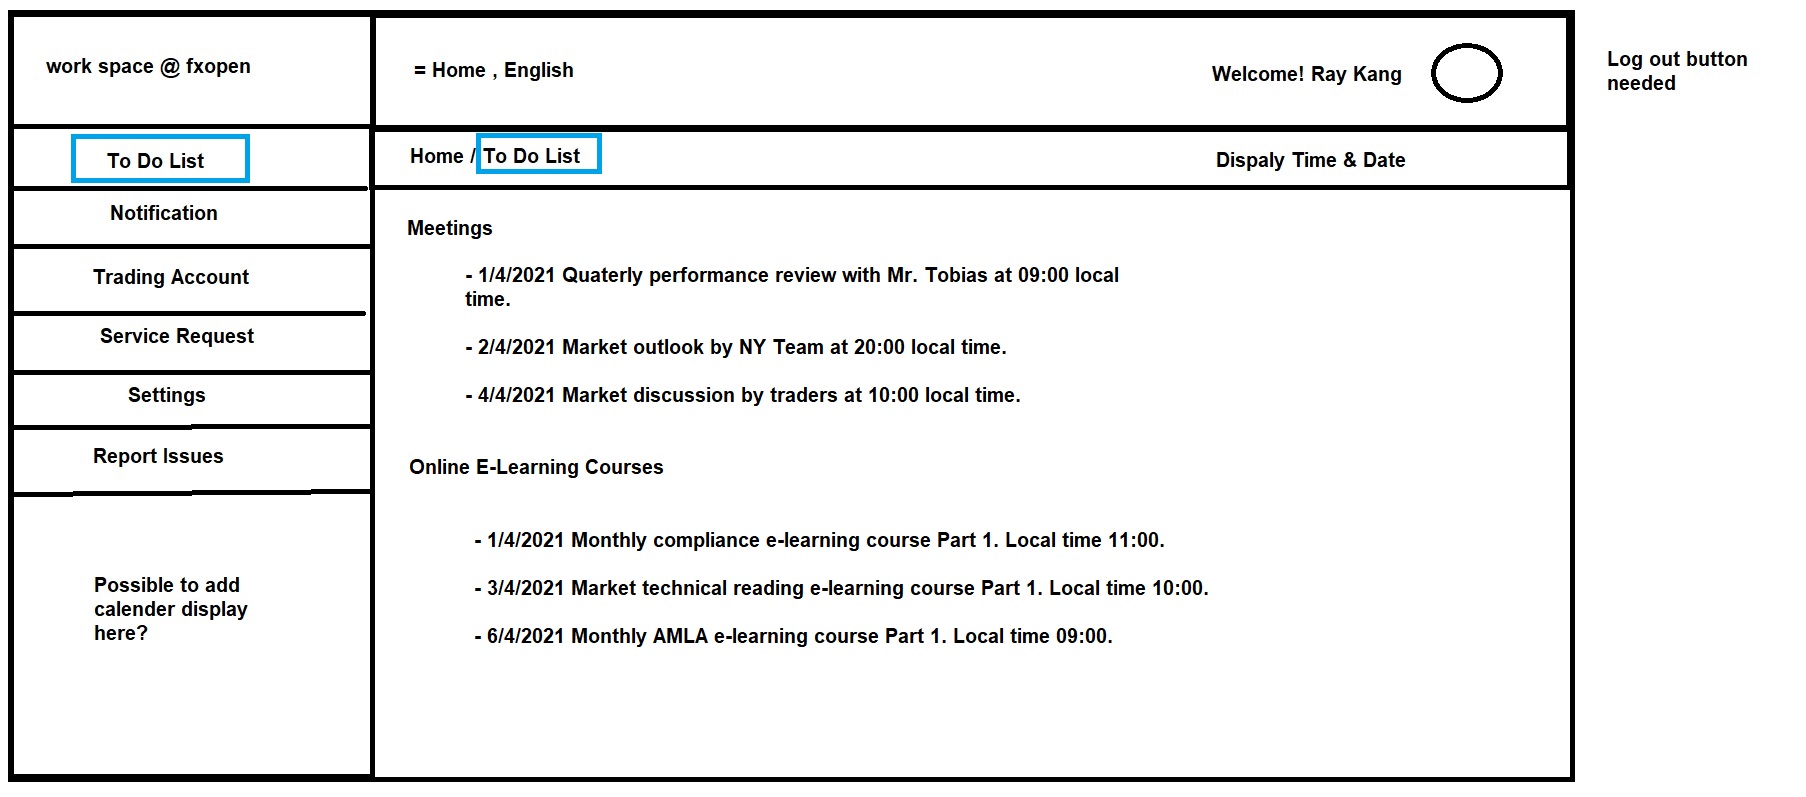 work space @ fxopen
= Home , English
Welcome! Ray Kang
Log out button
needed
To Do List
Home / To Do List
Dispaly Time & Date
Notification
Trading Account
Service Request
Settings
Report Issues
Possible to add
calender display
here?
Meetings
- 1/4/2021 Quaterly performance review with Mr. Tobias at 09:00 local
time.
- 2/4/2021 Market outlook by NY Team at 20:00 local time.
- 4/4/2021 Market discussion by traders at 10:00 local time.
Online E-Learning Courses
- 1/4/2021 Monthly compliance e-learning course Part 1. Local time 11:00.
- 3/4/2021 Market technical reading e-learning course Part 1. Local time 10:00.
- 6/4/2021 Monthly AMLA e-learning course Part 1. Local time 09:00.